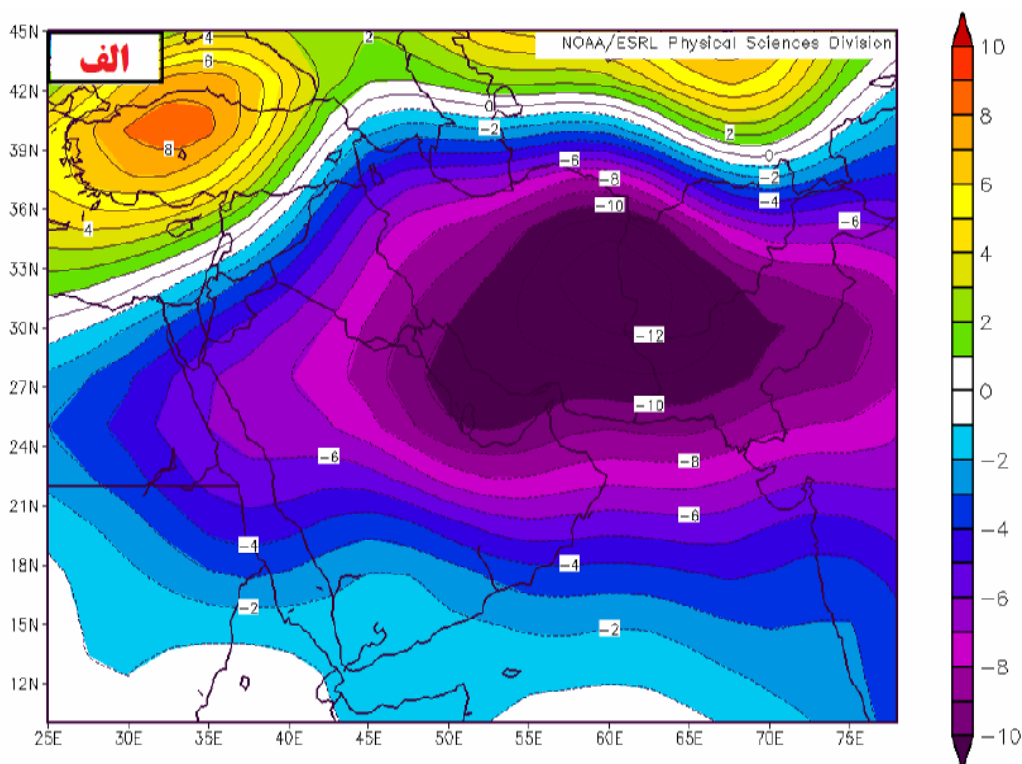 الف
NOAA/ESRL Physical Sciences Division
45N
42N
39N
36N
33N
30N
27N
24N
21N
18N
15N
12N
25E 30E 35E 40E 45E 50E 55E 60E 65E 70E 75E
10
8
6
4
2
0
−2
−4
−6
−8
−10
4
2
6
0
−2
2
8
0
−6
−2
−8
−4
−10
4
−6
−12
−10
−6
−8
−6
−4
−4
−2
−2